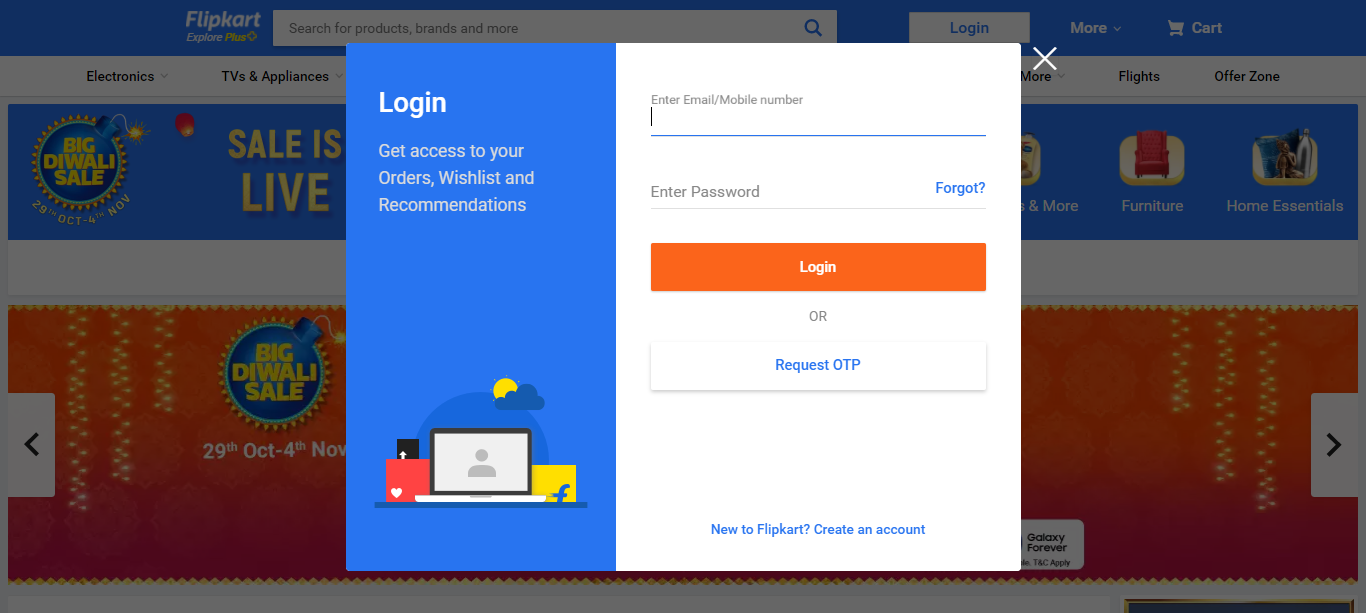 Flipkart
Explore Plus
Search for products, brands and more
Login
More
Cart
Electronics
TVs & Appliances
More
Flights
Offer Zone
BIG
DIWALI
SALE
29TH OCT-4TH NOV
SALE IS
LIVE
s & More
Furniture
Home Essentials
Login
Get access to your
Orders, Wishlist and
Recommendations
Enter Email/Mobile number
Enter Password
Forgot?
Login
OR
Request OTP
New to Flipkart? Create an account
BIG
DIWALI
SALE
29th Oct-4th Nov
Galaxy
Forever
T&C Apply